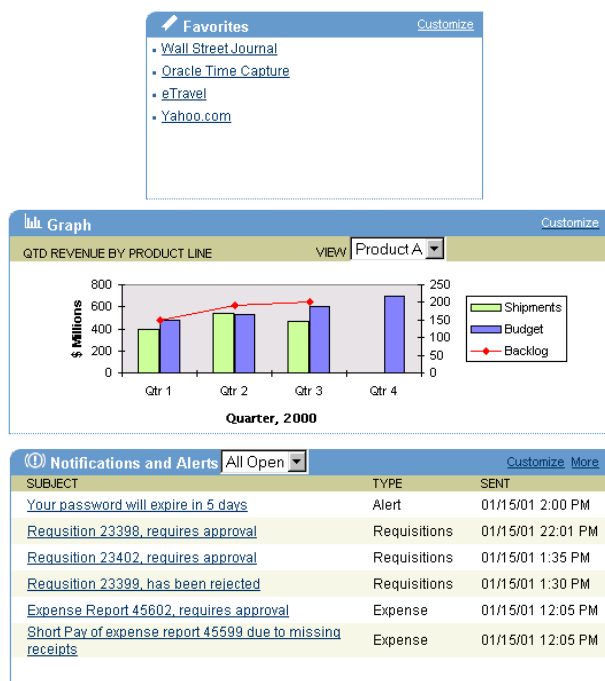 Favorites Customize
Wall Street Journal
Oracle Time Capture
eTravel
Yahoo.com
Graph Customize
QTD REVENUE BY PRODUCT LINE VIEW Product A
800 250
600 200
400 150
200 100
0 50
0
$ Millions
Shipments
Budget
Backlog
Qtr 1 Qtr 2 Qtr 3 Qtr 4
Quarter, 2000
Notifications and Alerts All Open Customize More
SUBJECT TYPE SENT
Your password will expire in 5 days Alert 01/15/01 2:00 PM
Requsition 23398, requires approval Requisitions 01/15/01 22:01 PM
Requsition 23402, requires approval Requisitions 01/15/01 1:35 PM
Requsition 23399, has been rejected Requisitions 01/15/01 1:30 PM
Expense Report 45602, requires approval Expense 01/15/01 12:05 PM
Short Pay of expense report 45599 due to missing
receipts Expense 01/15/01 12:05 PM